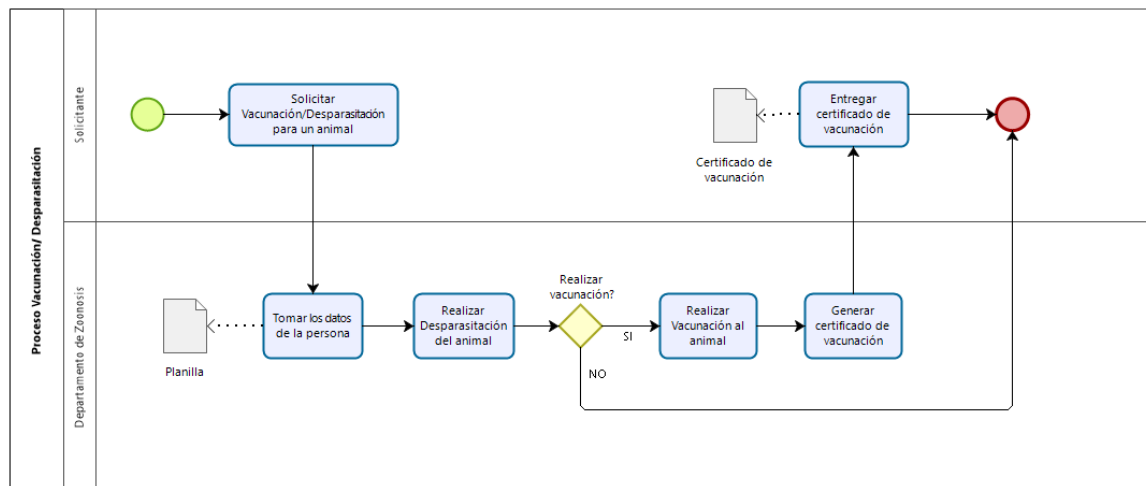 Proceso Vacunación/ Desparasitación
Solicitante
Solicitar
Vacunación/Desparasitación
para un animal
Entregar
certificado de
vacunación
Certificado de
vacunación
Departamento de Zoonosis
Planilla
Tomar los datos
de la persona
Realizar
Desparasitación
del animal
Realizar
vacunación?
SI
NO
Realizar
Vacunación al
animal
Generar
certificado de
vacunación